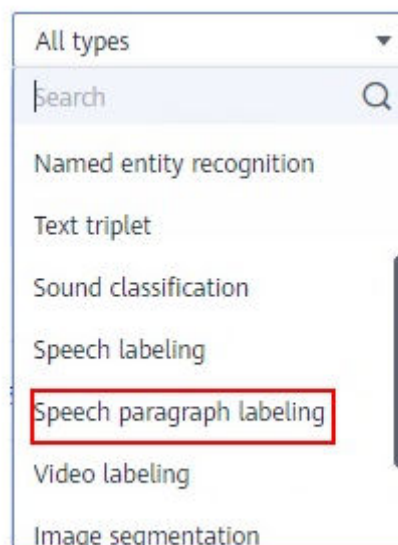 All types
Search
Named entity recognition
Text triplet
Sound classification
Speech labeling
Speech paragraph labeling
Video labeling
Image segmentation